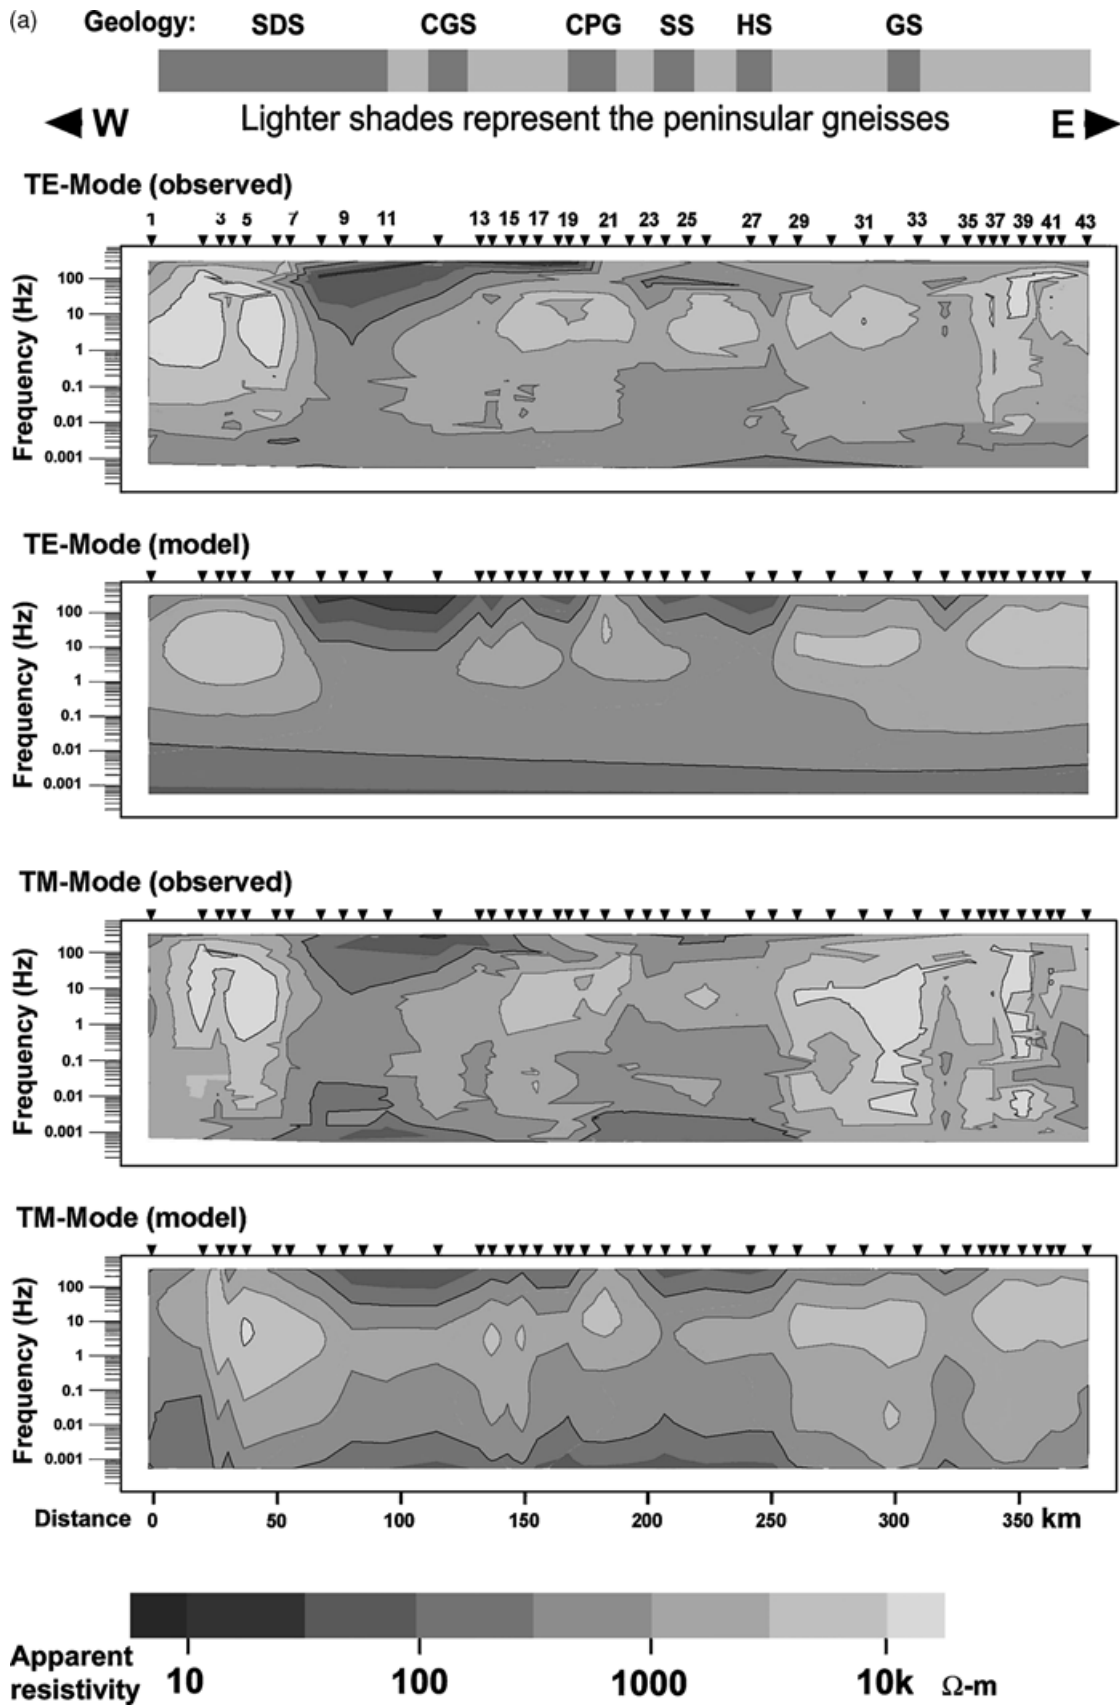 (a) Geology: SDS CGS CPG SS HS GS
W Lighter shades represent the peninsular gneisses E
TE-Mode (observed)
1 3 5 7 9 11 13 15 17 19 21 23 25 27 29 31 33 35 37 39 41 43
Frequency (Hz)
100
10
1
0.1
0.01
0.001
TE-Mode (model)
Frequency (Hz)
100
10
1
0.1
0.01
0.001
TM-Mode (observed)
Frequency (Hz)
100
10
1
0.1
0.01
0.001
TM-Mode (model)
Frequency (Hz)
100
10
1
0.1
0.01
0.001
Distance 0 50 100 150 200 250 300 350 km
Apparent
resistivity 10 100 1000 10k Ω-m